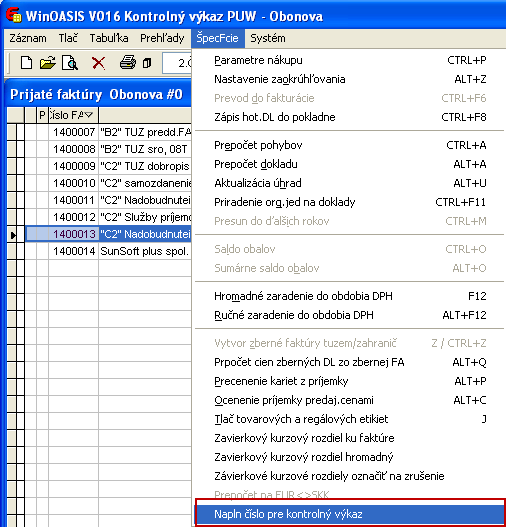 WinOASIS V016 Kontrolný výkaz PUW - Obonova
Záznam Tlač Tabuľka Prehľady ŠpecFcie Systém
2.0
Prijaté faktúry Obonova #0
P Číslo FA
1400007 "B2" TUZ predd.FA
1400008 "B2" TUZ sro, 08T
1400009 "C2" TUZ dobropis
1400010 "C2" samozdanenie
1400011 "C2" Nadobudnutei
1400012 "C2" Služby príjemc
1400013 "C2" Nadobudnutei
1400014 SunSoft plus spol.
Parametre nákupu CTRL+P
Nastavenie zaokrúhľovania ALT+Z
Prevod do fakturácie CTRL+F6
Zápis hot.DL do pokladne CTRL+F8
Prepočet pohybov CTRL+A
Prepočet dokladu ALT+A
Aktualizácia úhrad ALT+U
Priradenie org.jed na doklady CTRL+F11
Presun do ďalších rokov CTRL+M
Saldo obalov CTRL+O
Sumárne saldo obalov ALT+O
Hromadné zaradenie do obdobia DPH F12
Ručné zaradenie do obdobia DPH ALT+F12
Vytvor zberné faktúry tuzem/zahranič Z / CTRL+Z
Prpočet cien zberných DL zo zbernej FA ALT+Q
Precenenie kariet z príjemky ALT+P
Ocenenie príjemky predaj.cenami ALT+C
Tlač tovarových a regálových etikiet J
Zavierkový kurzový rozdiel ku faktúre
Zavierkový kurzový rozdiel hromadný
Závierkové kurzové rozdiely označiť na zrušenie
Prepočet na EUR <>SKK
Napln číslo pre kontrolný výkaz